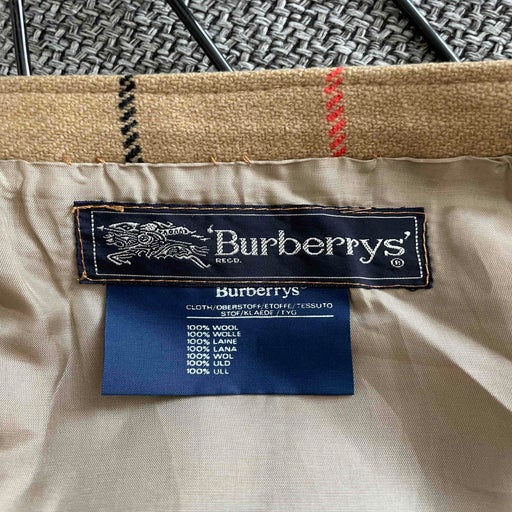 'Burberrys'
REGD.
®
Burberrys
CLOTH/OBERSTOFF/ETOFFE/TESSUTO
STOF/KLAEDE/TYG
100% WOOL
100% WOLLE
100% LAINE
100% LANA
100% WOL
100% ULD
100% ULL